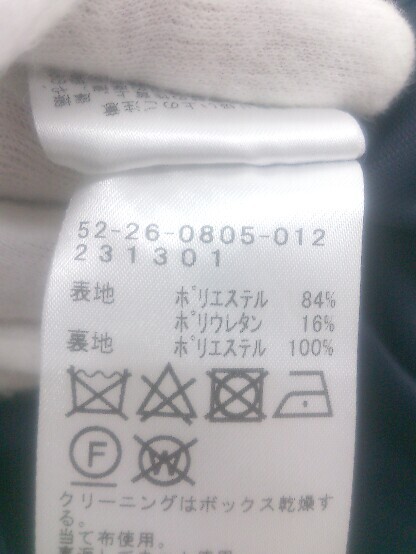 52-26-0805-012
231301
表地 ポリエステル 84%
ポリウレタン 16%
裏地 ポリエステル 100%
F W
クリーニングはボックス乾燥す
る。
当て布使用。